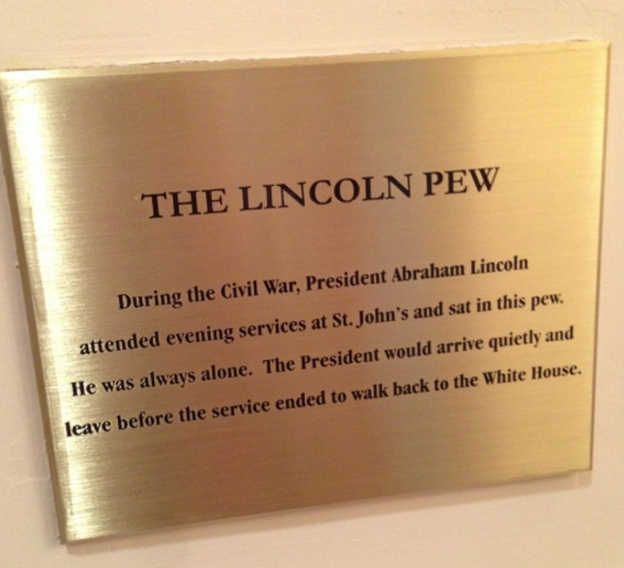 THE LINCOLN PEW
During the Civil War, President Abraham Lincoln
attended evening services at St. John's and sat in this pew.
He was always alone. The President would arrive quietly and
leave before the service ended to walk back to the White House.